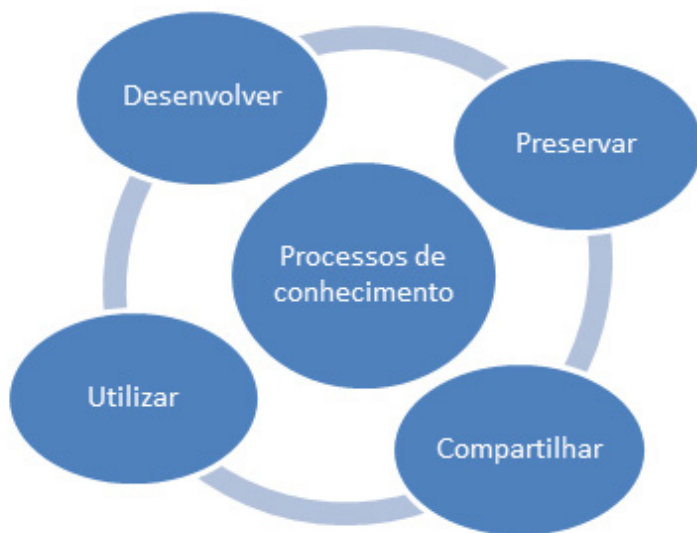 Desenvolver
Preservar
Processos de
conhecimento
Utilizar
Compartilhar